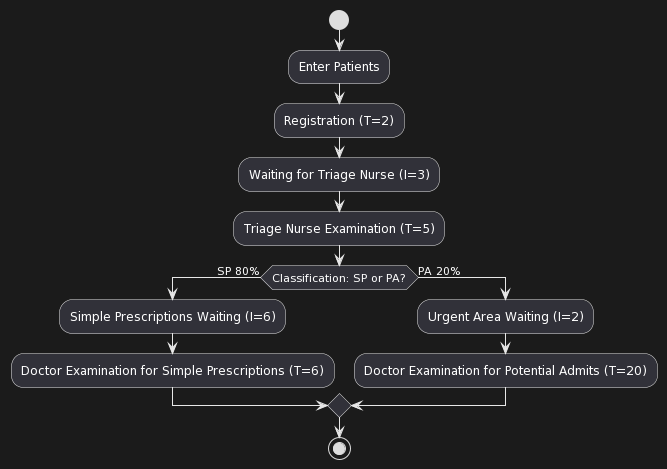 Enter Patients
Registration (T=2)
Waiting for Triage Nurse (I=3)
Triage Nurse Examination (T=5)
SP 80%
Classification: SP or PA?
PA 20%
Simple Prescriptions Waiting (I=6)
Urgent Area Waiting (I=2)
Doctor Examination for Simple Prescriptions (T=6)
Doctor Examination for Potential Admits (T=20)